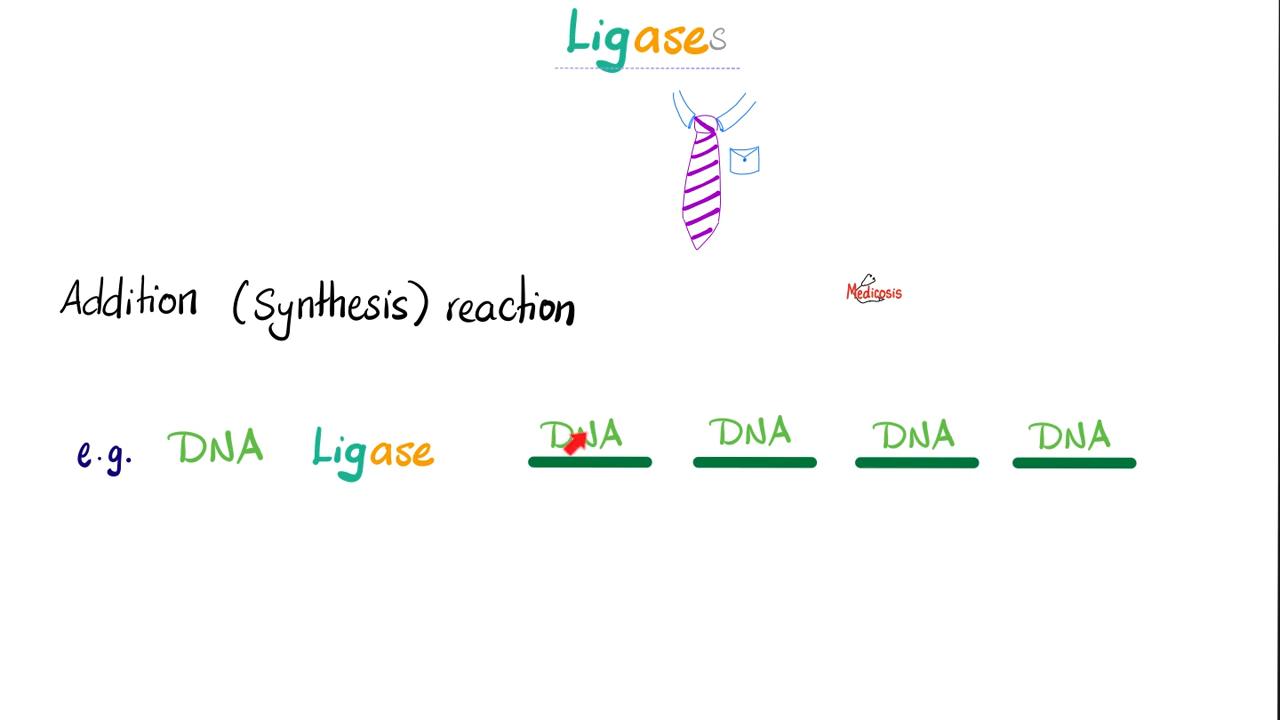 Ligases
Addition (Synthesis) reaction
Medicosis
e.g. DNA Ligase DNA DNA DNA DNA